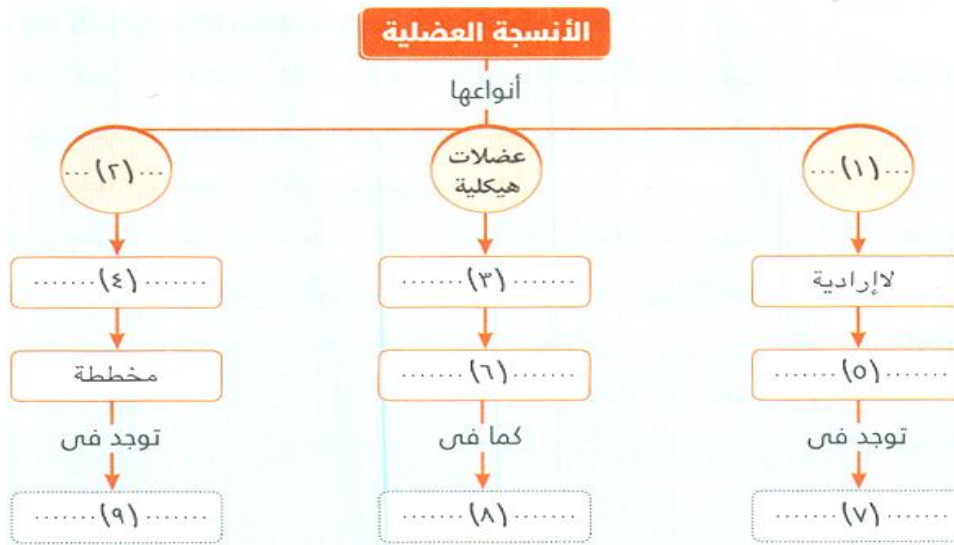 الأنسجة العضلية
أنواعها
...(١)...
عضلات
هيكلية
...(٢)...
لاإرادية
.......(٣).......
.......(٤).......
.......(٥).......
.......(٦).......
مخططة
توجد فى
كما فى
توجد فى
.......(٧).......
.......(٨).......
.......(٩).......